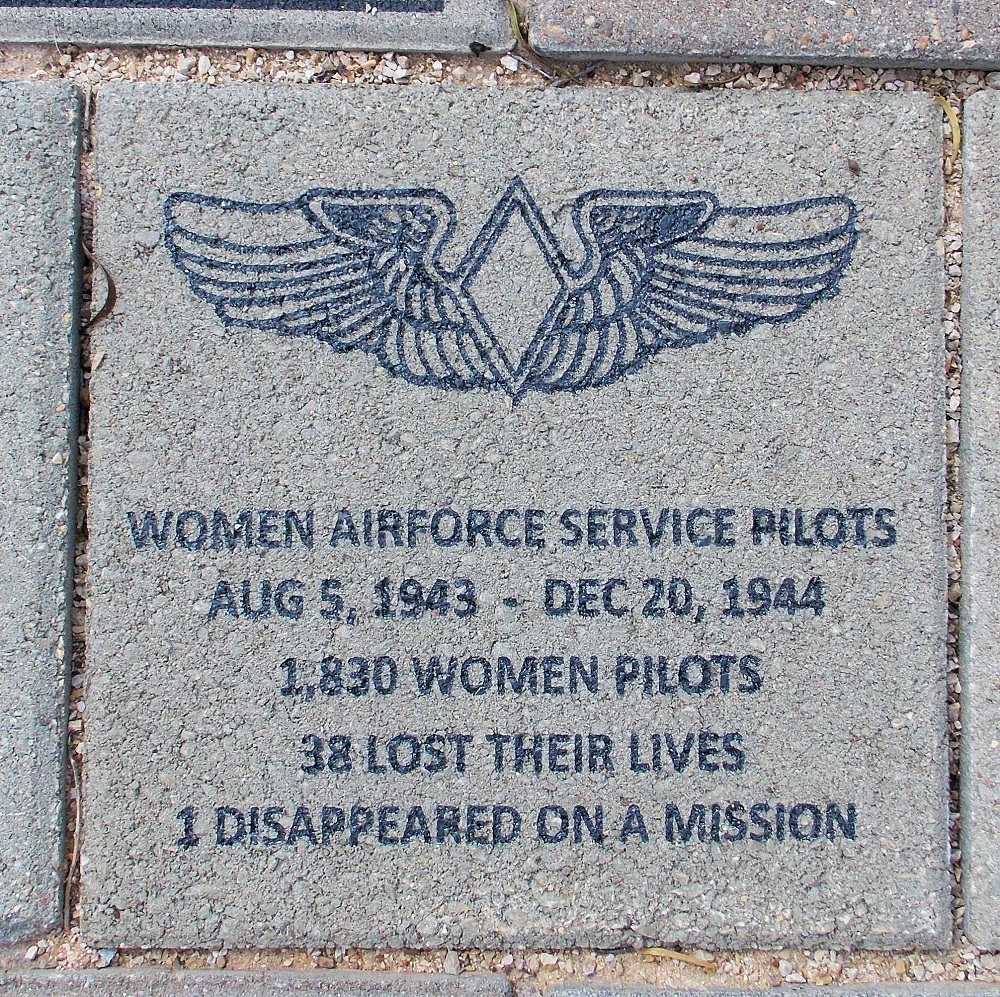 WOMEN AIRFORCE SERVICE PILOTS
AUG 5, 1943 - DEC 20, 1944
1,830 WOMEN PILOTS
38 LOST THEIR LIVES
1 DISAPPEARED ON A MISSION